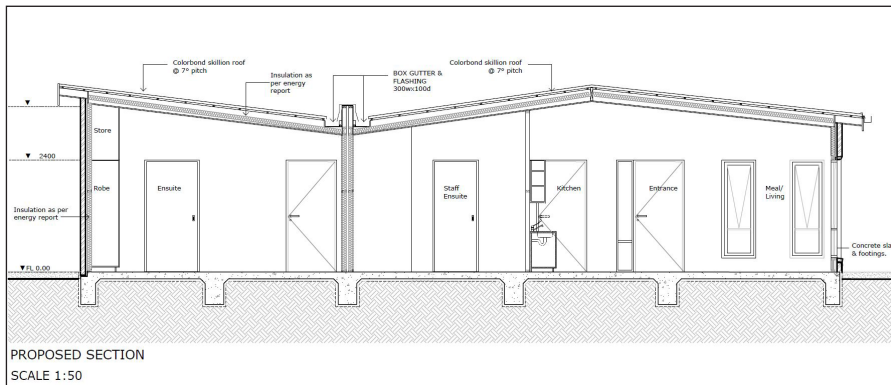 Colorbond skillion roof
@ 7° pitch
Insulation as
per energy
report
BOX GUTTER &
FLASHING
300wx100d
Colorbond skillion roof
@ 7° pitch
Store
2400
Robe
Ensuite
Staff
Ensuite
Kitchen
Entrance
Meal/
Living
Insulation as per
energy report
Concrete sla
& footings.
FL 0.00
PROPOSED SECTION
SCALE 1:50